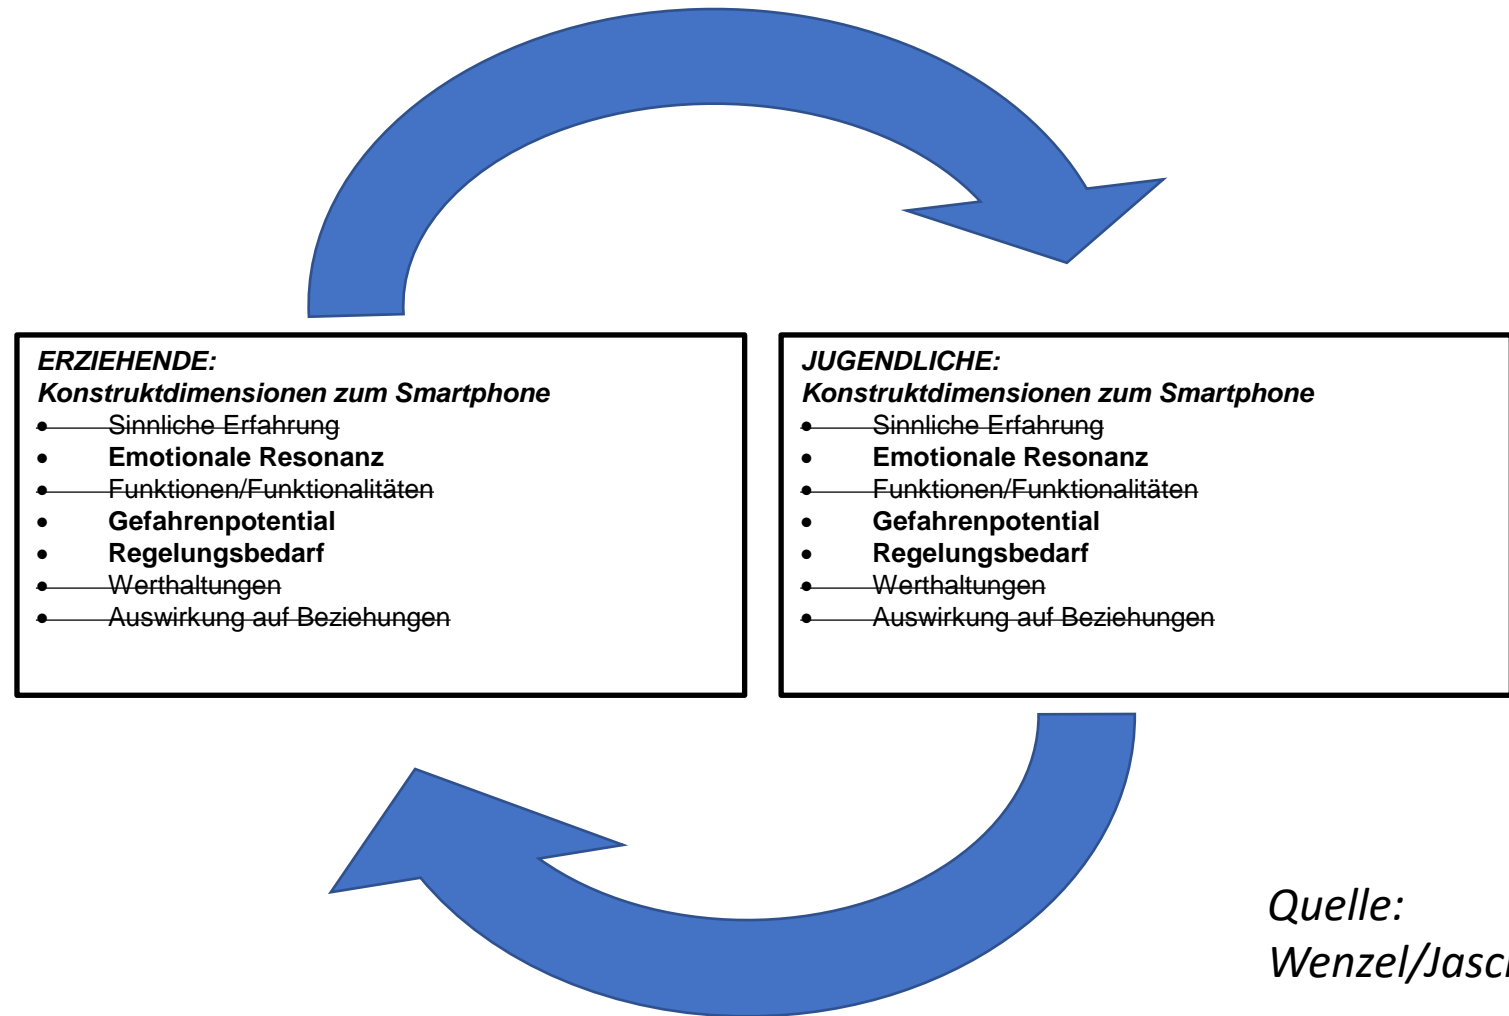 ERZIEHENDE:
Konstruktdimensionen zum Smartphone
• Sinnliche Erfahrung
• Emotionale Resonanz
• Funktionen/Funktionalitäten
• Gefahrenpotential
• Regelungsbedarf
• Werthaltungen
• Auswirkung auf Beziehungen
JUGENDLICHE:
Konstruktdimensionen zum Smartphone
• Sinnliche Erfahrung
• Emotionale Resonanz
• Funktionen/Funktionalitäten
• Gefahrenpotential
• Regelungsbedarf
• Werthaltungen
• Auswirkung auf Beziehungen
Quelle: